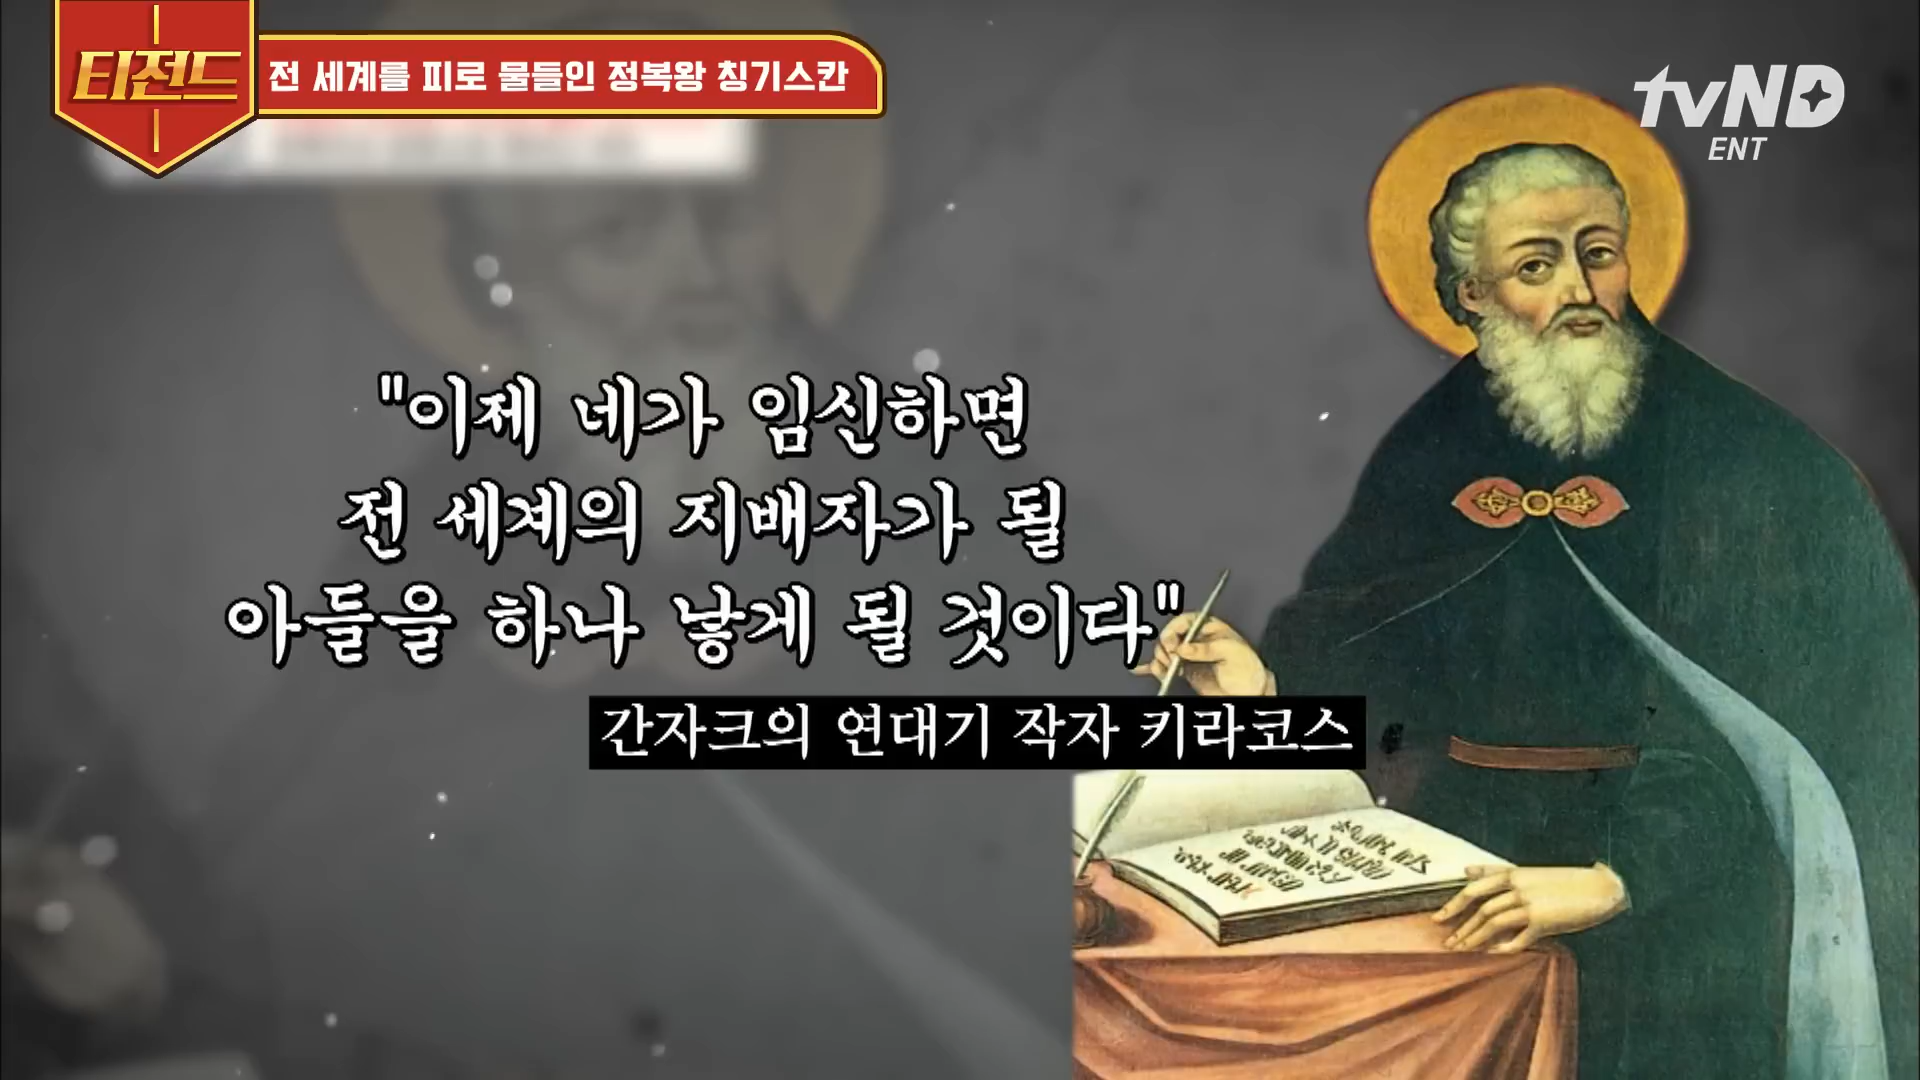 티전드
전 세계를 피로 물들인 정복왕 칭기스칸
tvND
ENT
"이제 네가 임신하면
전 세계의 지배자가 될
아들을 하나 낳게 될 것이다"
간자크의 연대기 작자 키라코스